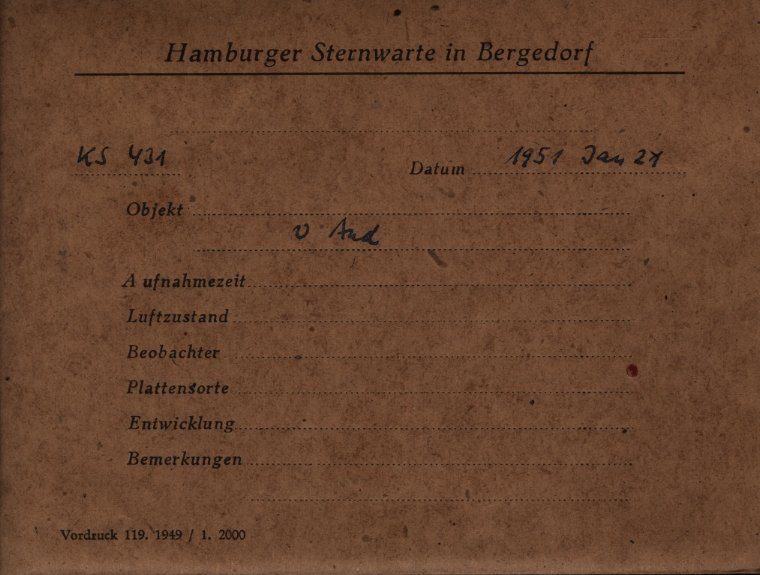 Hamburger Sternwarte in Bergedorf
KS 431 Datum 1951 Jan 27
Objekt
υ And
Aufnahmezeit
Luftzustand
Beobachter
Plattensorte
Entwicklung
Bemerkungen
Vordruck 119. 1949 / 1. 2000